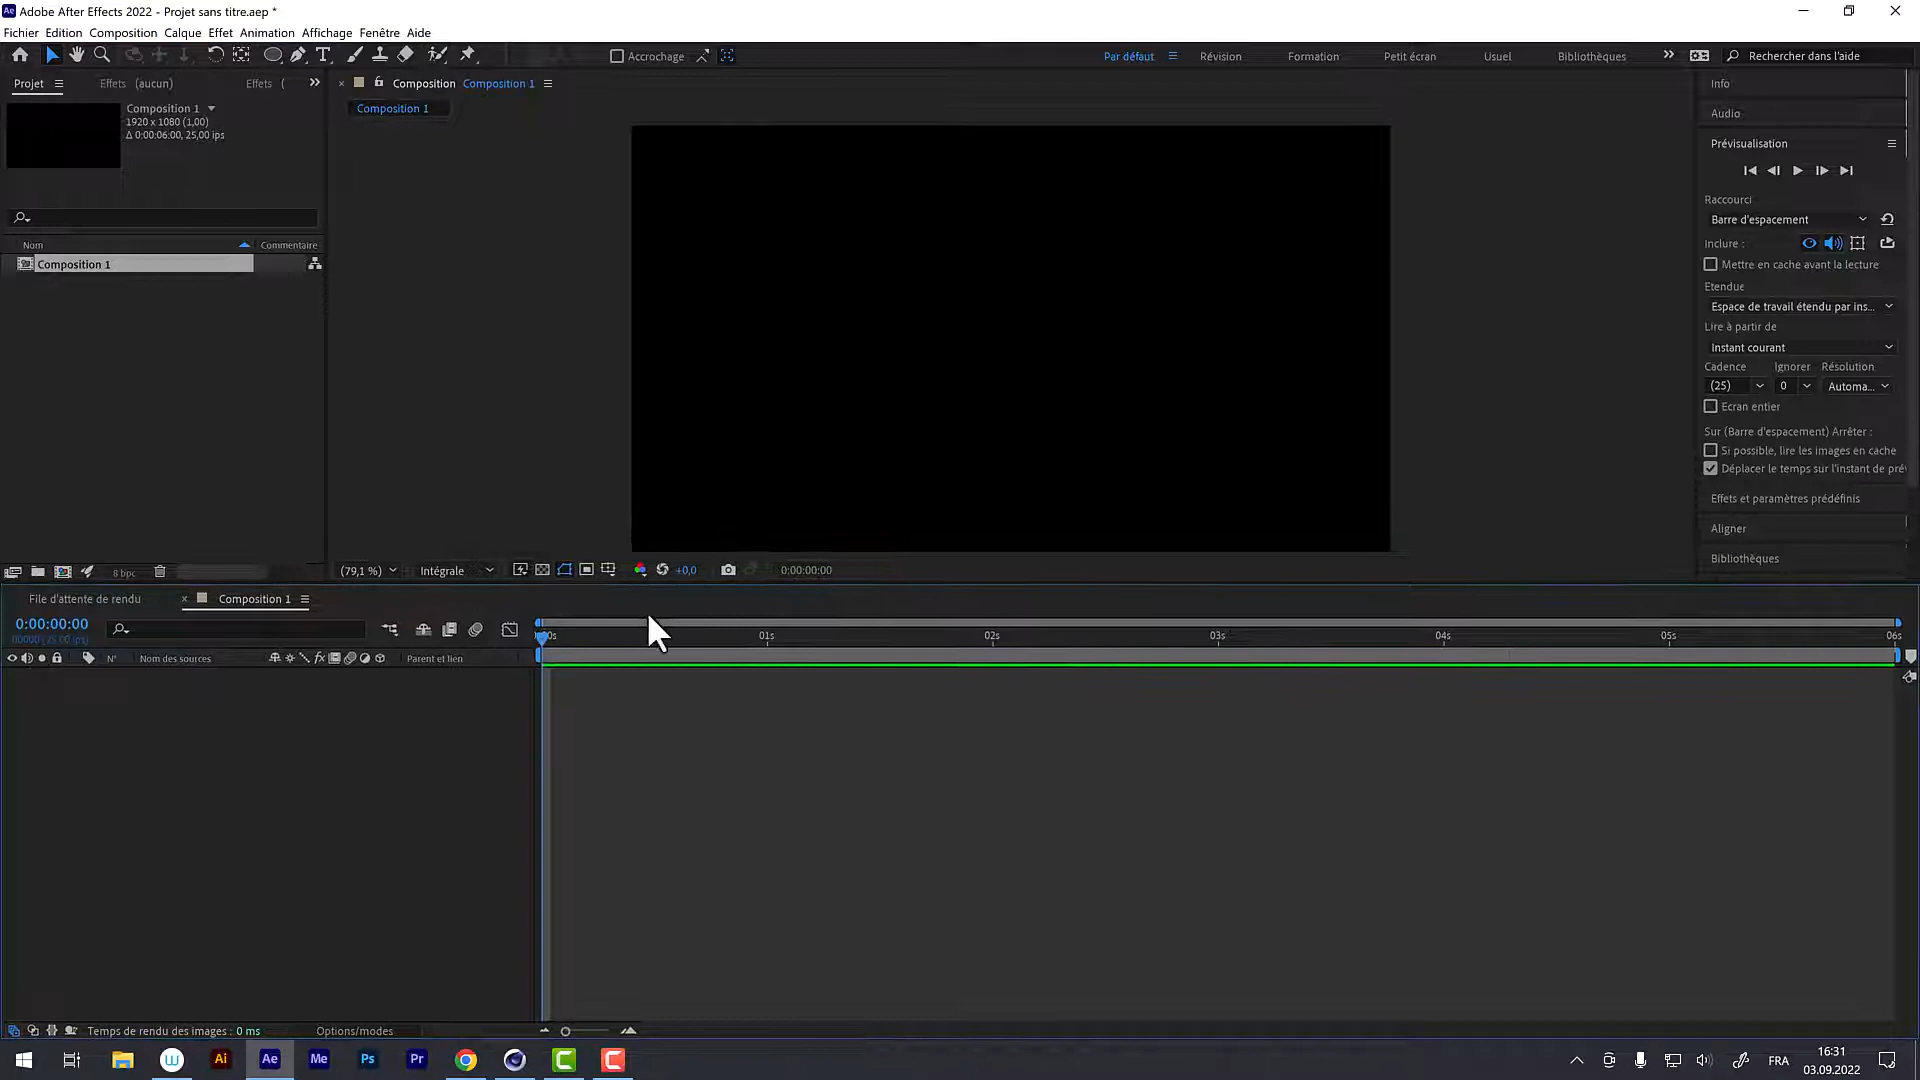 Adobe After Effects 2022 - Projet sans titre.aep *
Fichier Edition Composition Calque Effet Animation Affichage Fenêtre Aide
Accrochage
Par défaut Révision Formation Petit écran Usuel Bibliothèques
Rechercher dans l'aide
Projet
Effets (aucun)
Effets (
Composition Composition 1
Composition 1
Composition 1
1920 x 1080 (1,00)
Δ 0:00:06:00, 25,00 ips
Nom Commentaire
Composition 1
8 bpc
(79,1 %) Intégrale +0,0 0:00:00:00
Info
Audio
Prévisualisation
Raccourci
Barre d'espacement
Inclure :
Mettre en cache avant la lecture
Etendue
Espace de travail étendu par ins...
Lire à partir de
Instant courant
Cadence Ignorer Résolution
(25) 0 Automa...
Ecran entier
Sur (Barre d'espacement) Arrêter :
Si possible, lire les images en cache
Déplacer le temps sur l'instant de pré
Effets et paramètres prédéfinis
Aligner
Bibliothèques
File d'attente de rendu
Composition 1
0:00:00:00
00000 (25.00 ips)
01s 02s 03s 04s 05s 06s
N° Nom des sources Parent et lien
Temps de rendu des images : 0 ms
Options/modes
Ai Ae Me Ps Pr
FRA
16:31
03.09.2022